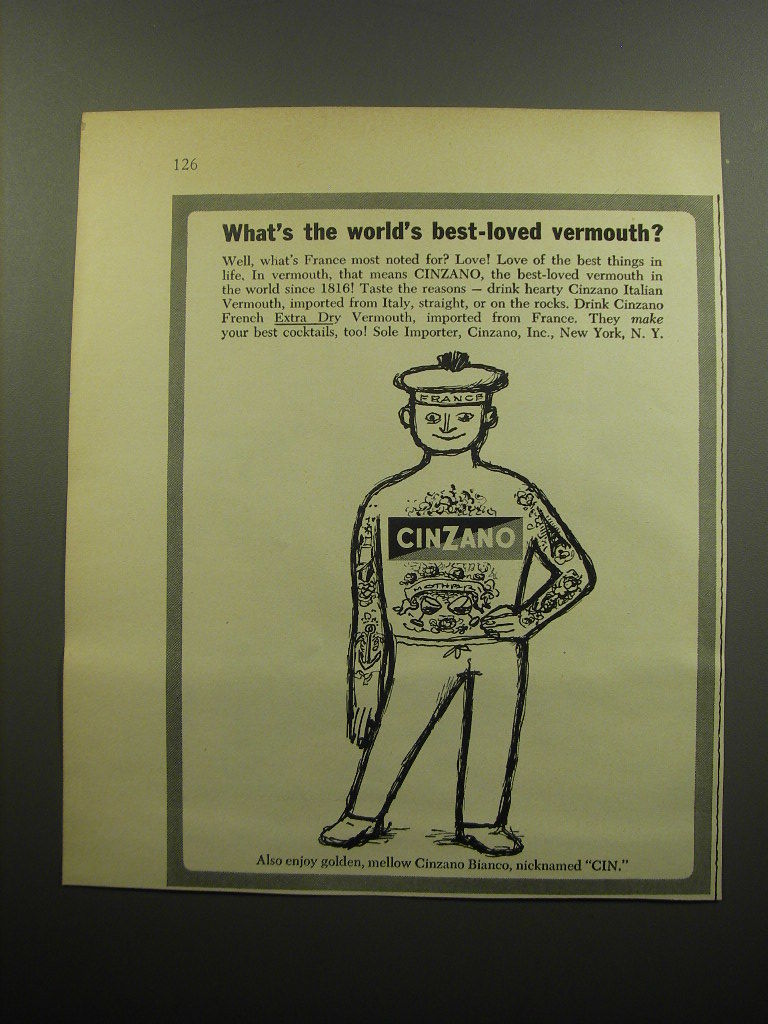 126
What's the world's best-loved vermouth?
Well, what's France most noted for? Love! Love of the best things in
life. In vermouth, that means CINZANO, the best-loved vermouth in
the world since 1816! Taste the reasons — drink hearty Cinzano Italian
Vermouth, imported from Italy, straight, or on the rocks. Drink Cinzano
French Extra Dry Vermouth, imported from France. They make
your best cocktails, too! Sole Importer, Cinzano, Inc., New York, N. Y.
FRANCE
CINZANO
MOTHER
Also enjoy golden, mellow Cinzano Bianco, nicknamed "CIN."